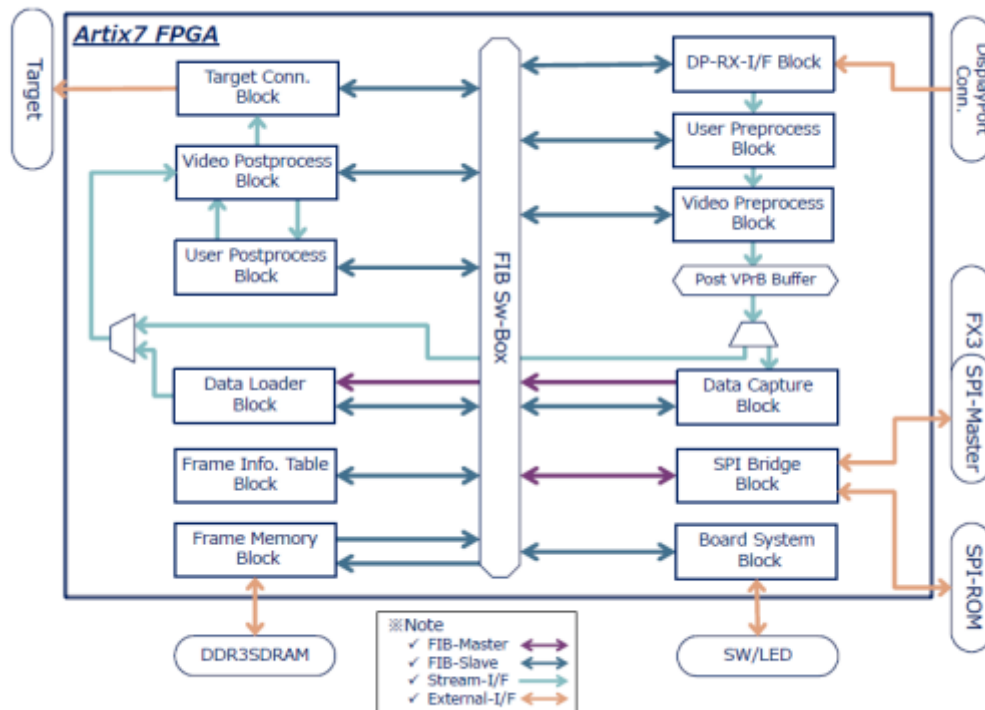 Artix7 FPGA
Target
Target Conn.
Block
Video Postprocess
Block
User Postprocess
Block
Data Loader
Block
Frame Info. Table
Block
Frame Memory
Block
FIB Sw-Box
DP-RX-I/F Block
User Preprocess
Block
Video Preprocess
Block
Post VPrB Buffer
Data Capture
Block
SPI Bridge
Block
Board System
Block
DisplayPort
Conn.
FX3
SPI-Master
SPI-ROM
DDR3SDRAM
SW/LED
※Note
✓ FIB-Master
✓ FIB-Slave
✓ Stream-I/F
✓ External-I/F